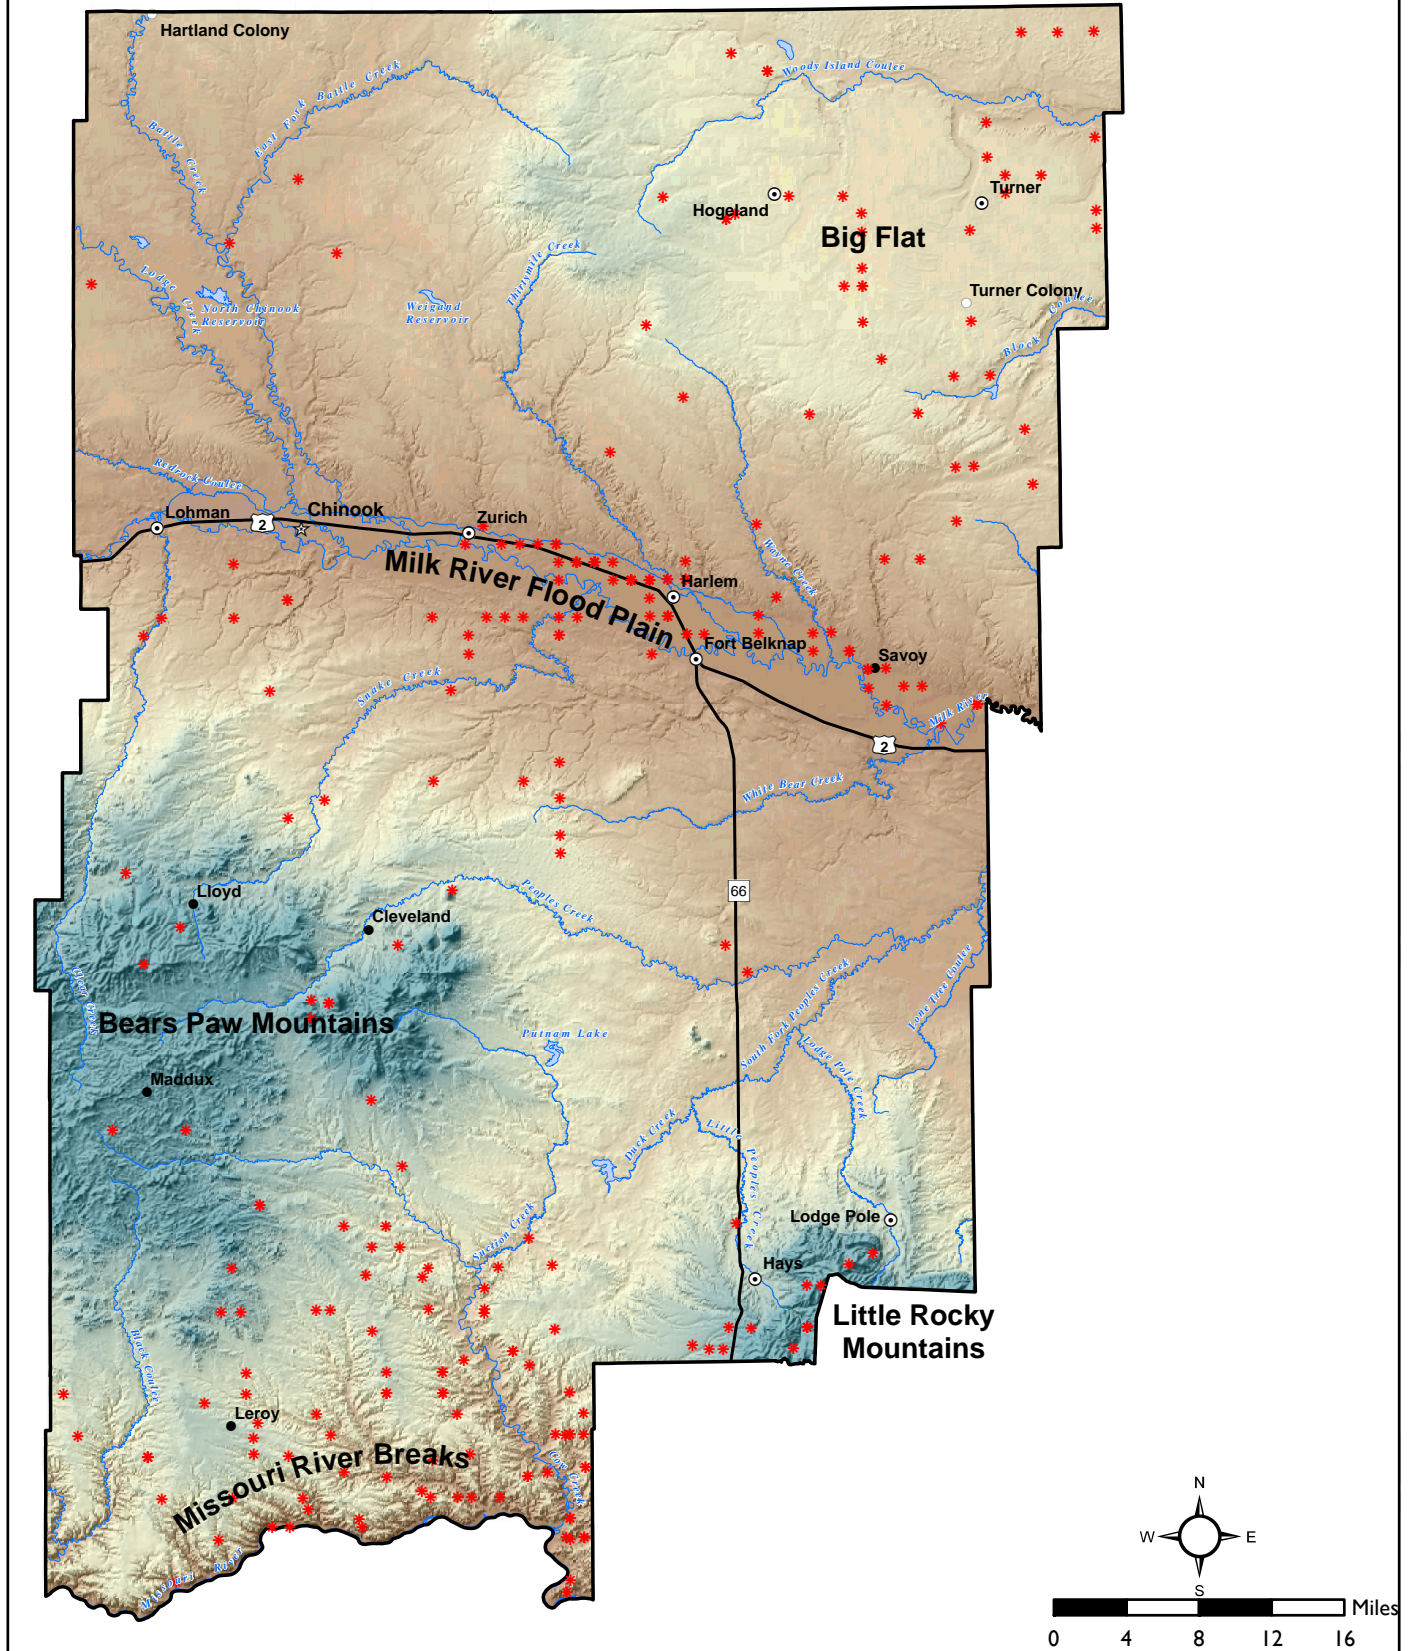 Hartland Colony
Woody Island Coulee
East Fork Battle Creek
Battle Creek
Turner
Hogeland
Big Flat
Thirtymile Creek
Lodge Creek
North Chinook
Reservoir
Weigand
Reservoir
Turner Colony
Block Coulee
Redrock Coulee
Lohman
2
Chinook
Zurich
Milk River Flood Plain
Wayne Creek
Harlem
Fort Belknap
Savoy
Snake Creek
Milk River
2
White Bear Creek
Lloyd
Peoples Creek
66
Cleveland
Clear Creek
Bears Paw Mountains
Putnam Lake
South Fork Peoples Creek
Lone Tree Coulee
Lodge Pole Creek
Maddux
Duck Creek
Little Peoples Creek
Suction Creek
Lodge Pole
Hays
Little Rocky
Mountains
Black Coulee
Leroy
Missouri River Breaks
Cow Creek
Missouri River
N
W
E
S
Miles
0 4 8 12 16